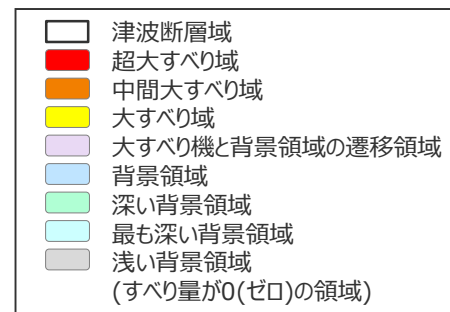 津波断層域
超大すべり域
中間大すべり域
大すべり域
大すべり機と背景領域の遷移領域
背景領域
深い背景領域
最も深い背景領域
浅い背景領域
(すべり量が0(ゼロ)の領域)